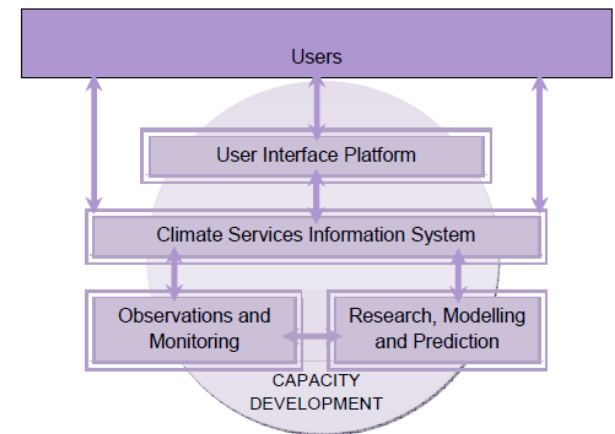 Users
User Interface Platform
Climate Services Information System
Observations and
Monitoring
Research, Modelling
and Prediction
CAPACITY
DEVELOPMENT